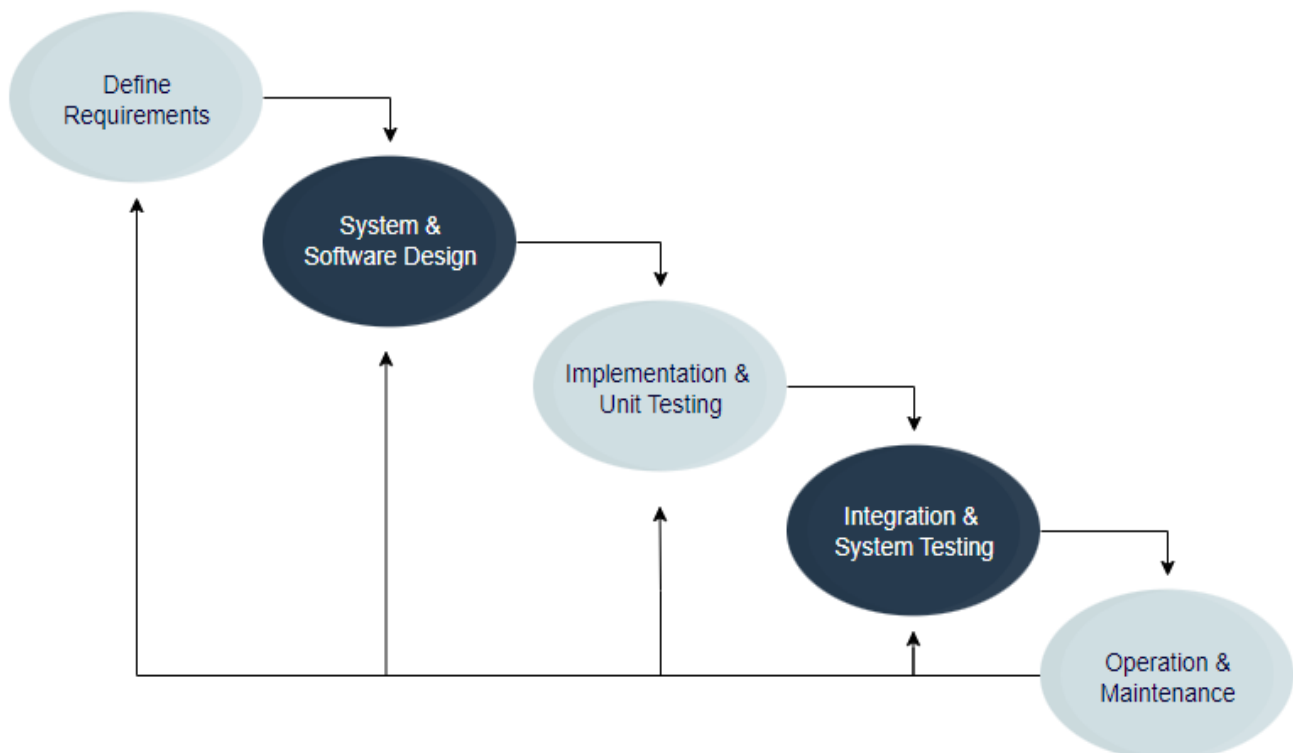 Define
Requirements
System &
Software Design
Implementation &
Unit Testing
Integration &
System Testing
Operation &
Maintenance